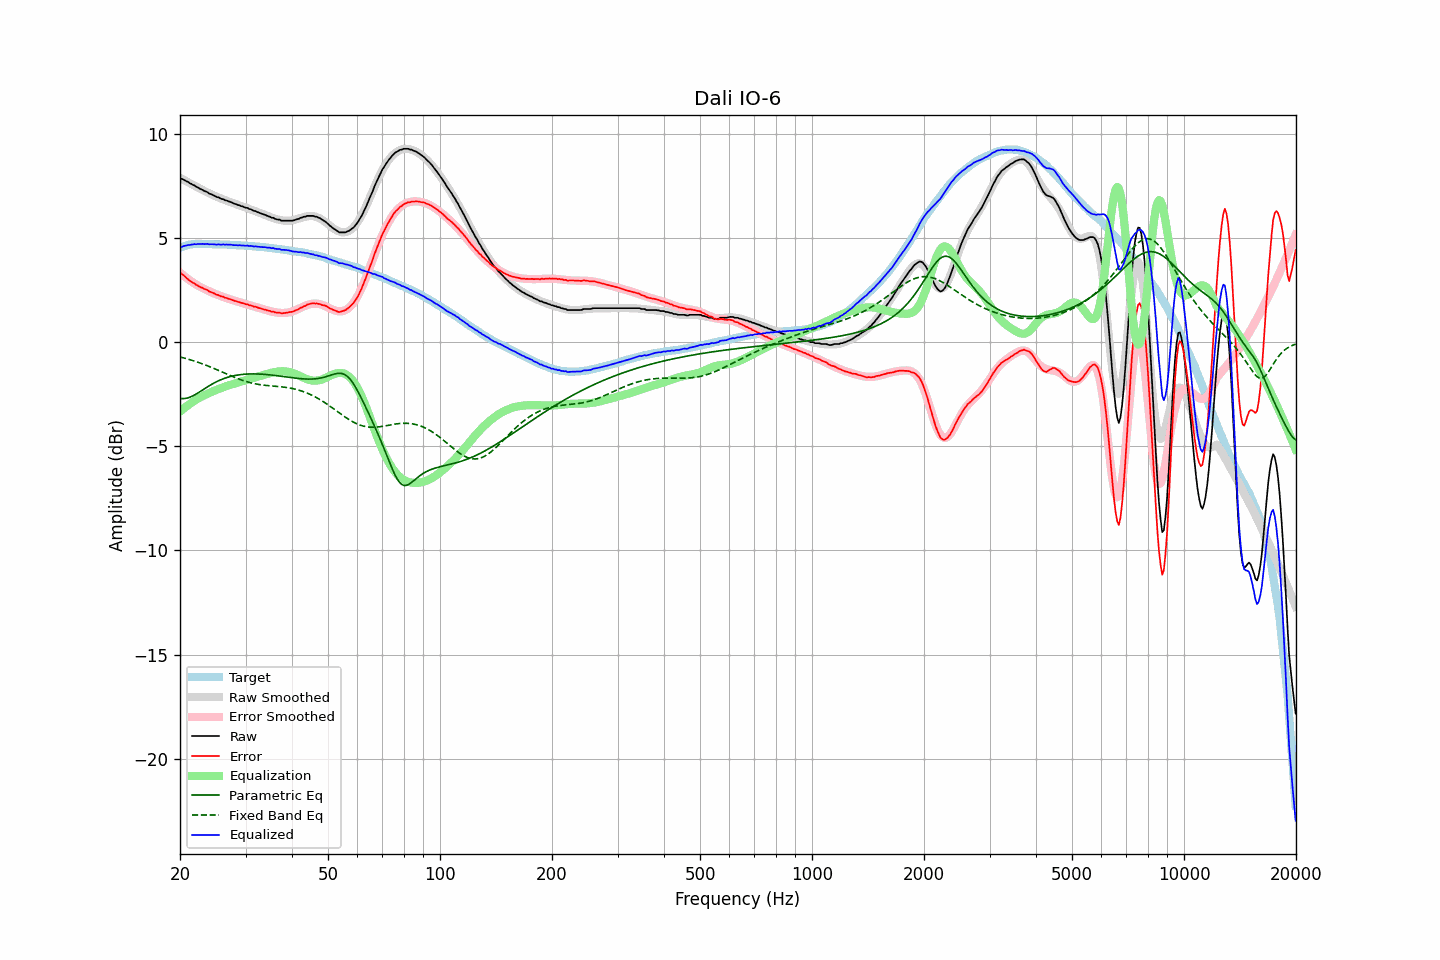 Dali IO-6
10
5
0
−5
−10
−15
−20
Amplitude (dBr)
Target
Raw Smoothed
Error Smoothed
Raw
Error
Equalization
Parametric Eq
Fixed Band Eq
Equalized
20 50 100 200 500 1000 2000 5000 10000 20000
Frequency (Hz)